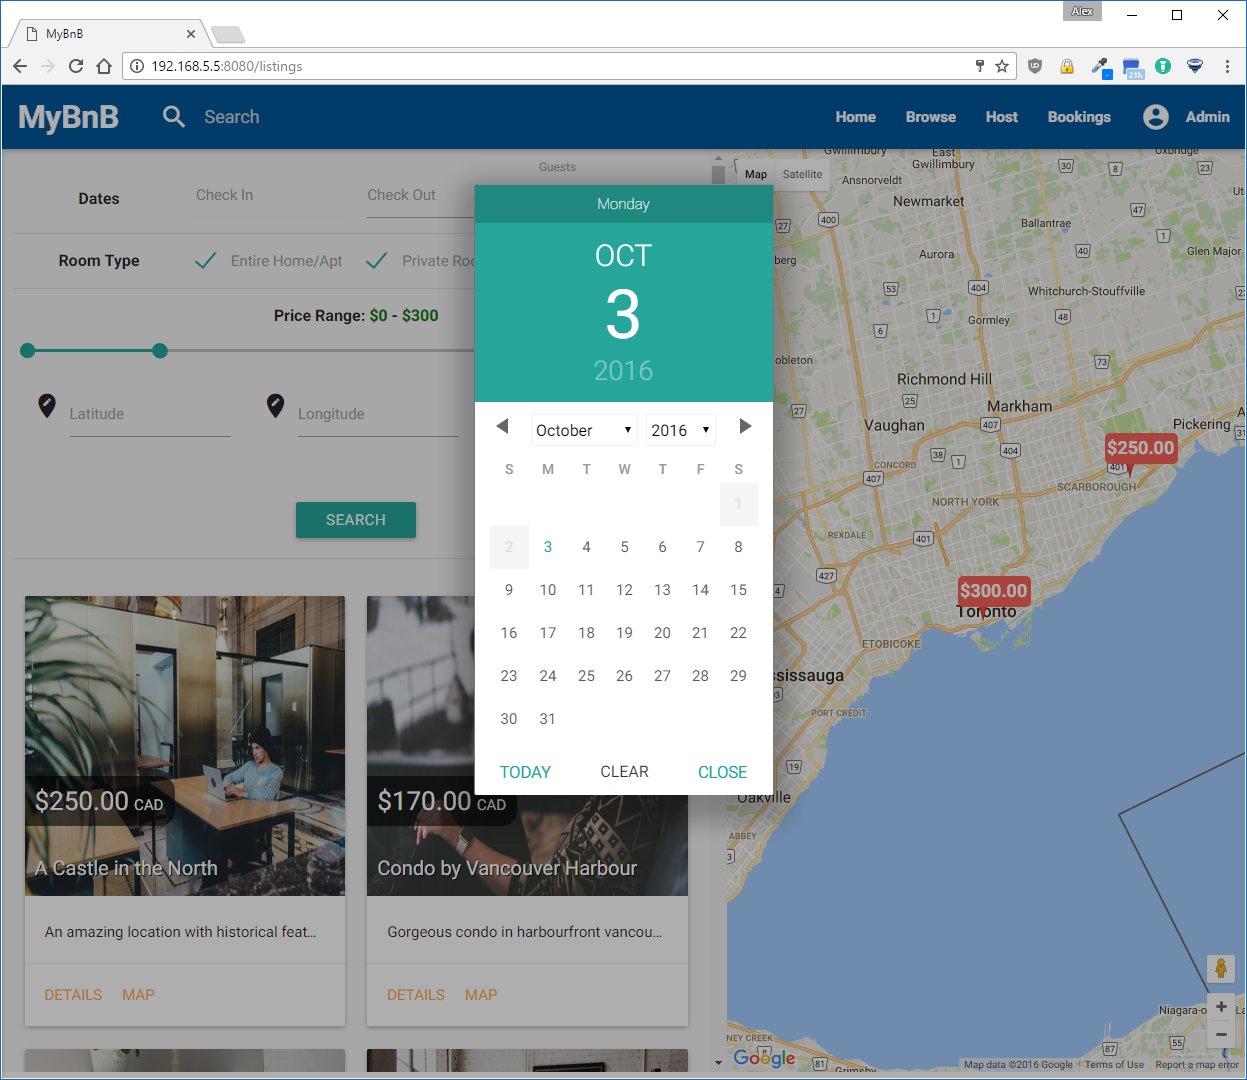 Alex
MyBnB
192.168.5.5:8080/listings
21h
MyBnB
Search
Home
Browse
Host
Bookings
Admin
Guests
Dates
Check In
Check Out
Room Type
Entire Home/Apt
Private Roo
Price Range: $0 - $300
Latitude
Longitude
SEARCH
Monday
OCT
3
2016
October
2016
S M T W T F S
1
2 3 4 5 6 7 8
9 10 11 12 13 14 15
16 17 18 19 20 21 22
23 24 25 26 27 28 29
30 31
TODAY
CLEAR
CLOSE
$250.00 CAD
A Castle in the North
An amazing location with historical feat...
DETAILS
MAP
$170.00 CAD
Condo by Vancouver Harbour
Gorgeous condo in harbourfront vancou...
DETAILS
MAP
Map
Satellite
Gwillimbury
East
Gwillimbury
Oxbridge
Ansnorveldt
Newmarket
Ballantrae
Glen Major
Aurora
Whitchurch-Stouffville
Gormley
Richmond Hill
Markham
Vaughan
Pickering
$250.00
CONCORD
SCARBOROUGH
NORTH YORK
REXDALE
$300.00
Toronto
ETOBICOKE
ssissauga
PORT CREDIT
Oakville
ABBEY
Niagara-o
NEY CREEK
Grimsby
Google
Map data ©2016 Google
Terms of Use
Report a map error